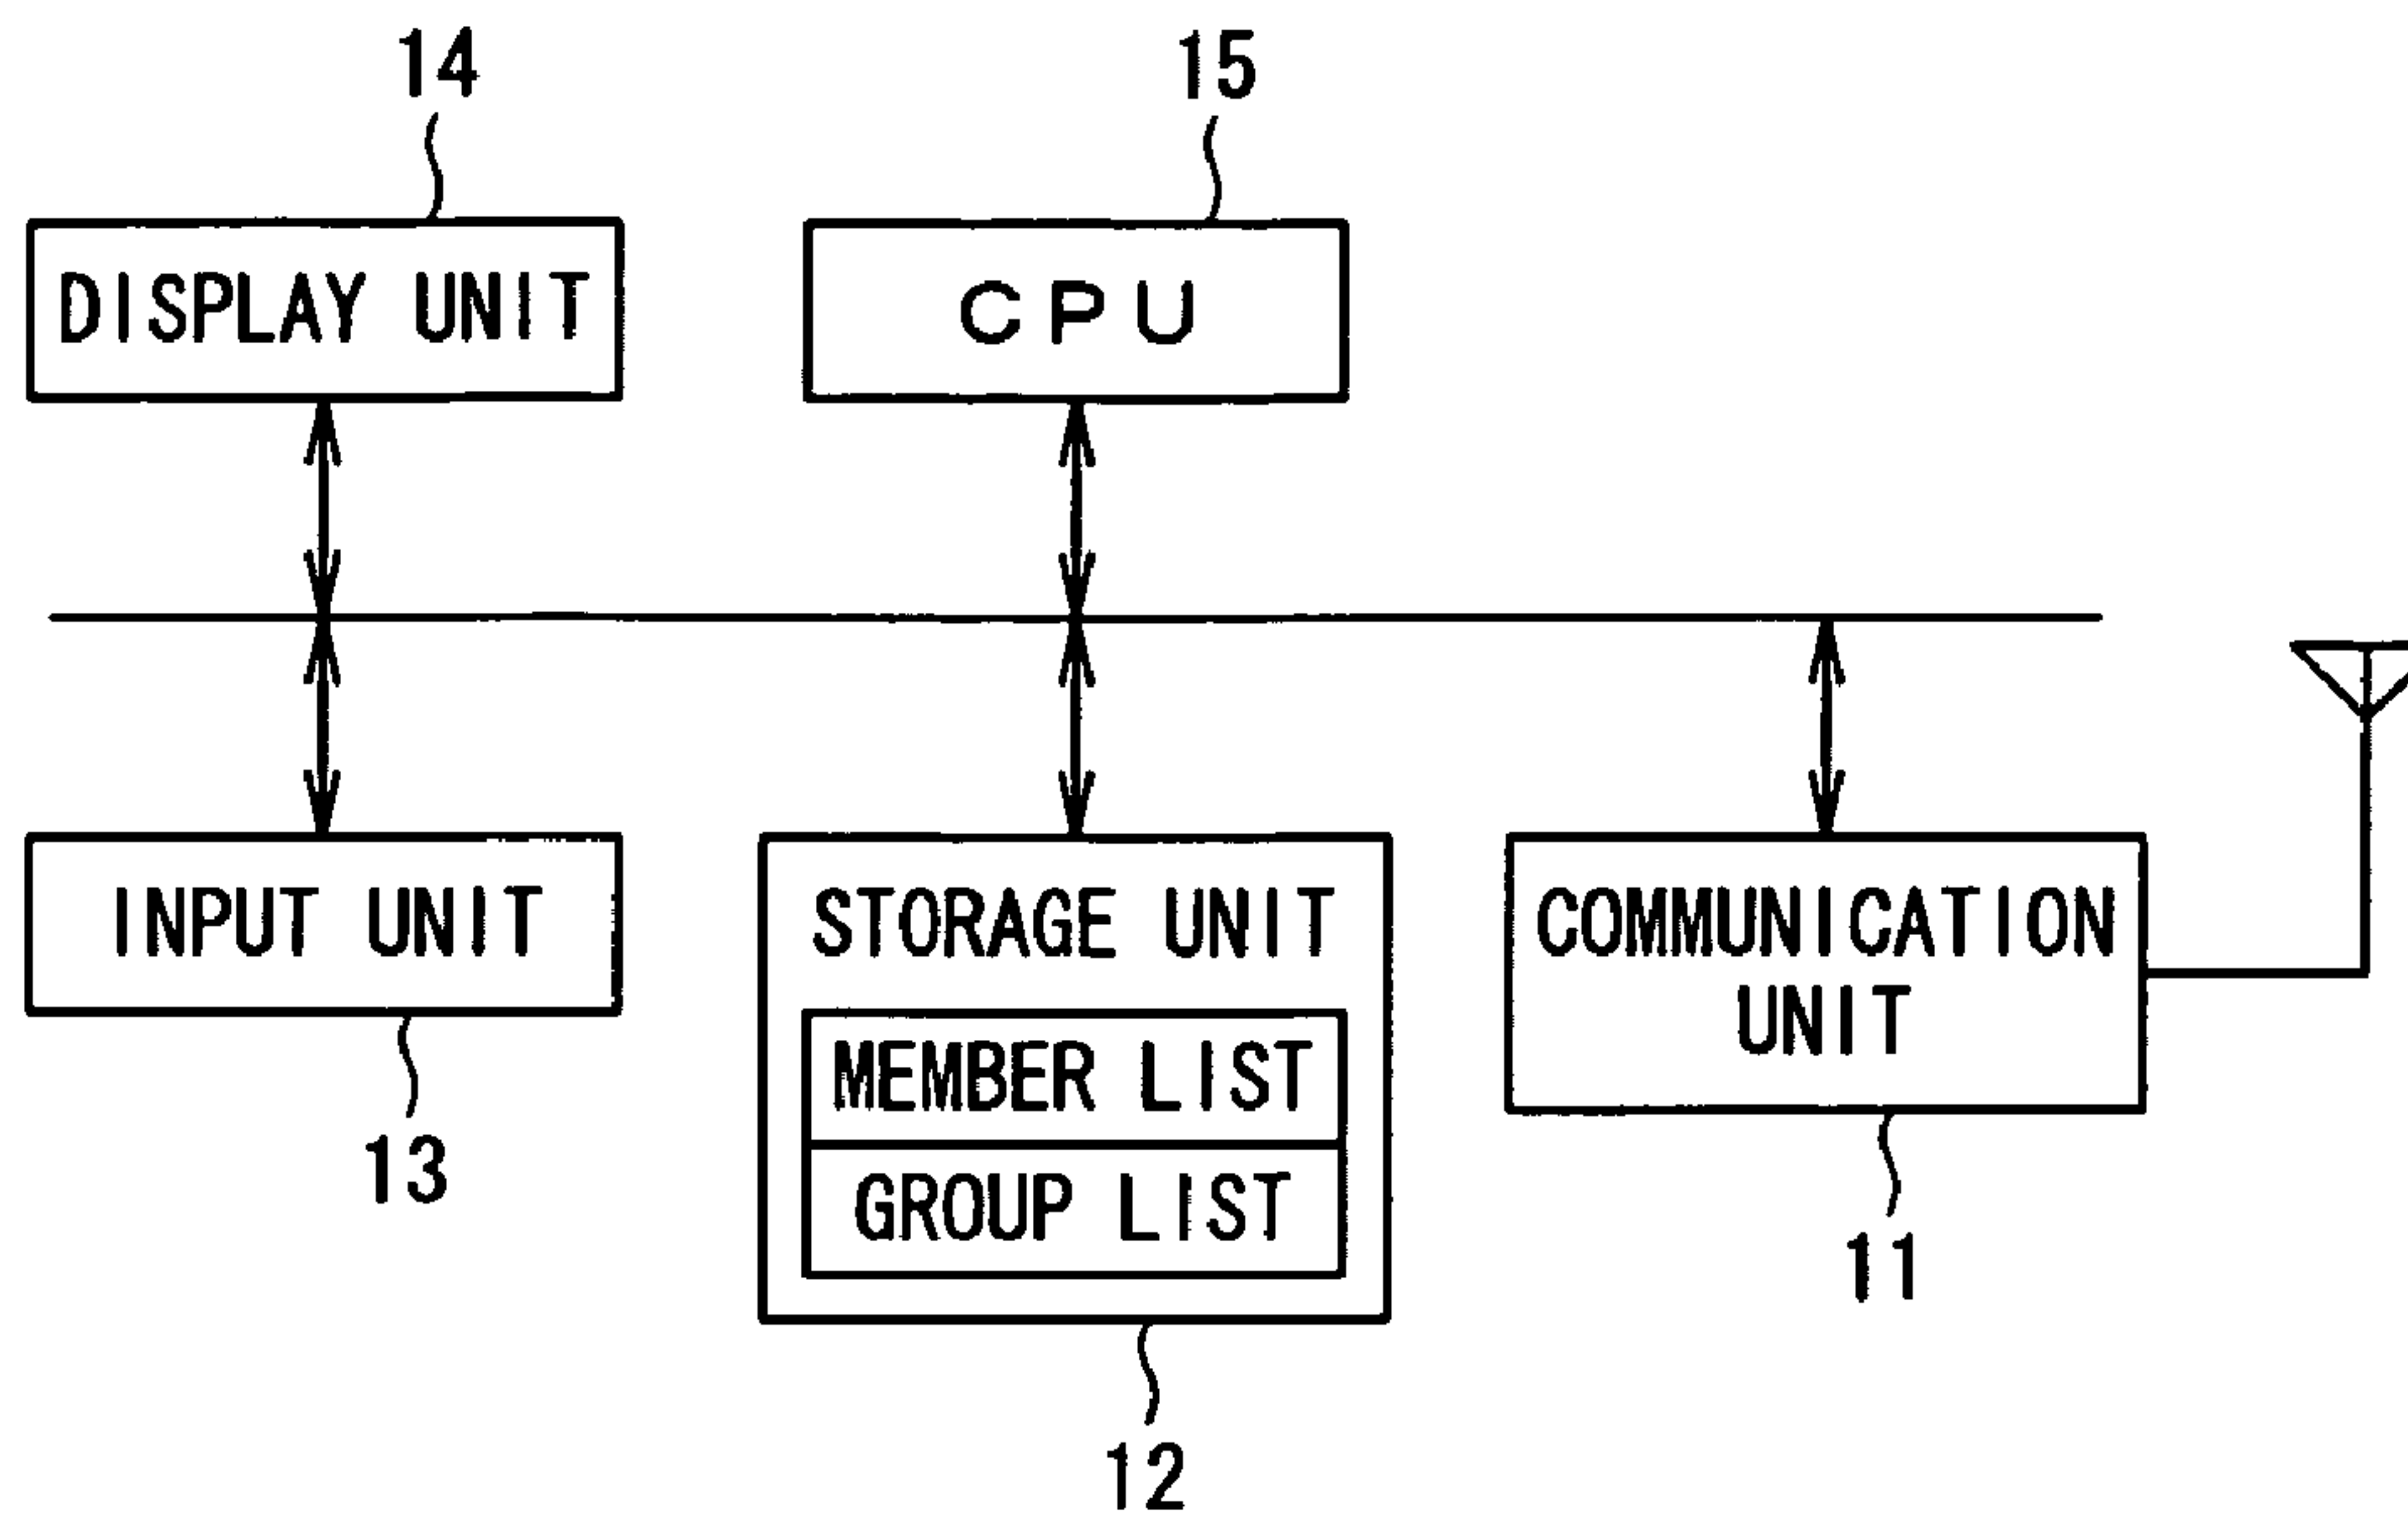 14
15
DISPLAY UNIT
CPU
INPUT UNIT
STORAGE UNIT
COMMUNICATION
UNIT
MEMBER LIST
GROUP LIST
13
11
12